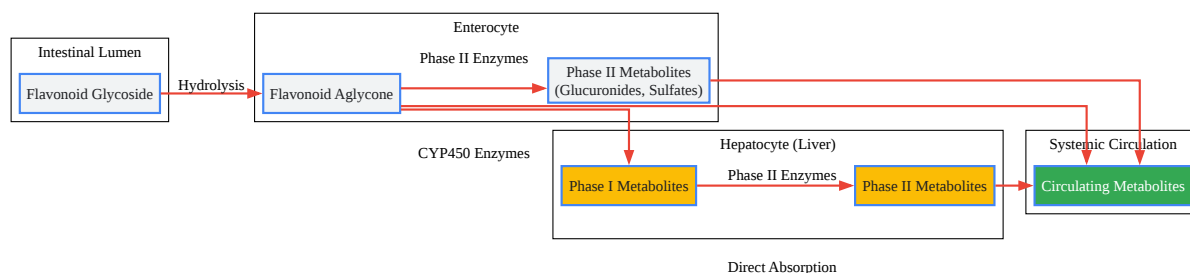 Enterocyte
Intestinal Lumen
Phase II Enzymes
Phase II Metabolites
(Glucuronides, Sulfates)
Flavonoid Glycoside
Hydrolysis
Flavonoid Aglycone
CYP450 Enzymes
Hepatocyte (Liver)
Systemic Circulation
Phase I Metabolites
Phase II Enzymes
Phase II Metabolites
Circulating Metabolites
Direct Absorption